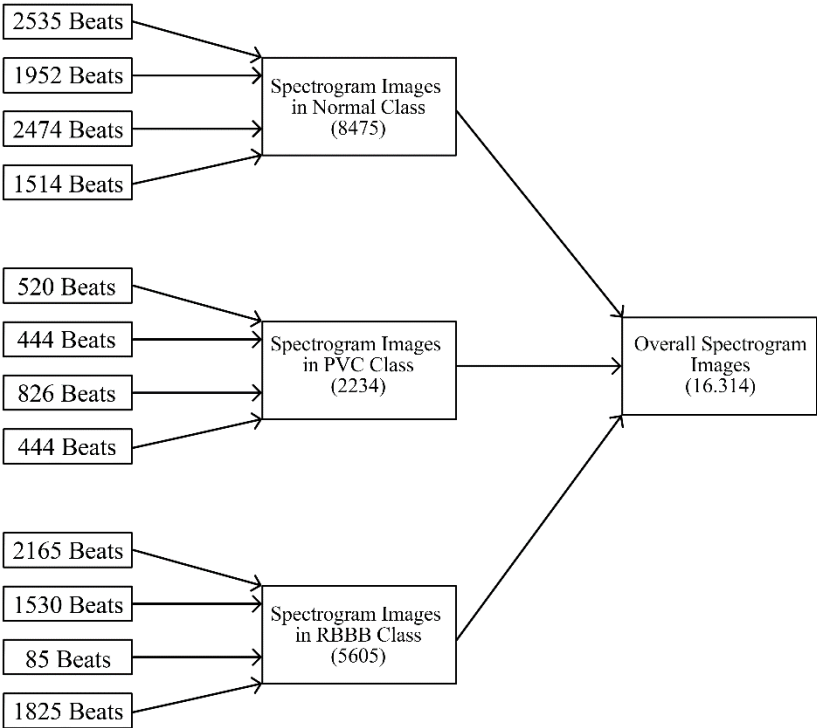 2535 Beats
1952 Beats
2474 Beats
1514 Beats
Spectrogram Images
in Normal Class
(8475)
520 Beats
444 Beats
826 Beats
444 Beats
Spectrogram Images
in PVC Class
(2234)
2165 Beats
1530 Beats
85 Beats
1825 Beats
Spectrogram Images
in RBBB Class
(5605)
Overall Spectrogram
Images
(16.314)